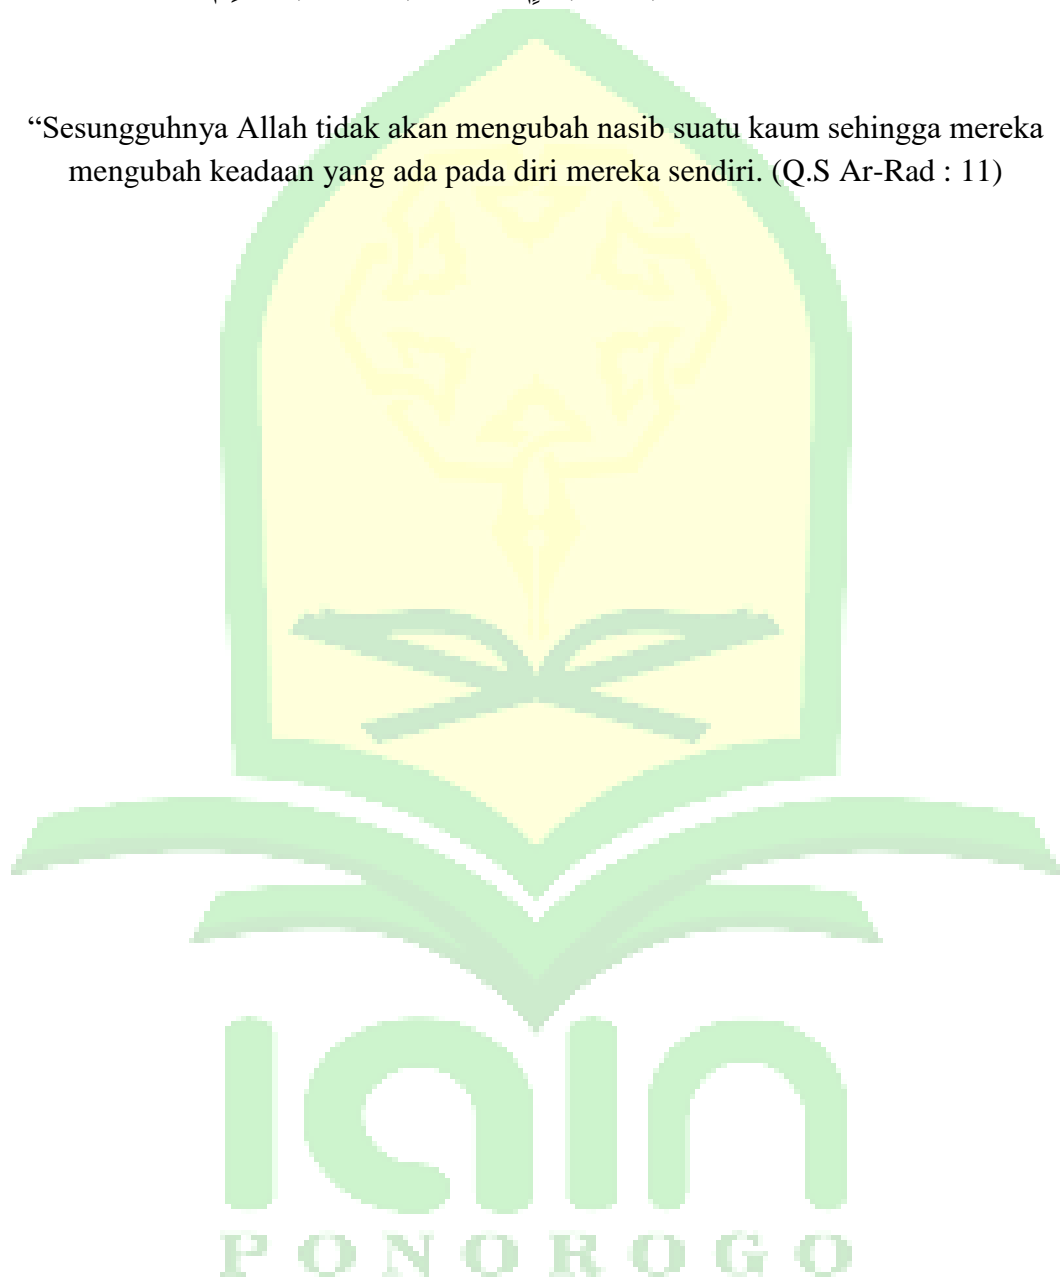 “Sesungguhnya Allah tidak akan mengubah nasib suatu kaum sehingga mereka
mengubah keadaan yang ada pada diri mereka sendiri. (Q.S Ar-Rad : 11)
iain
PONOROGO